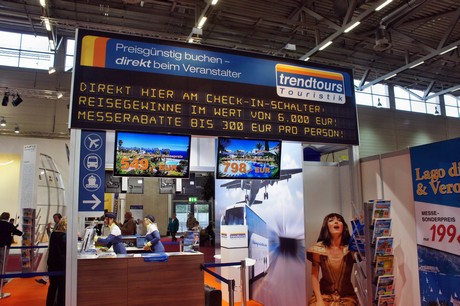 Preisgünstig buchen –
direkt beim Veranstalter
trendtours
Touristik
DIREKT HIER AM CHECK-IN-SCHALTER:
REISEGEWINNE IM WERT VON 6.000 EUR;
MESSERABATTE BIS 300 EUR PRO PERSON!
798 EUR
Lago di
& Vero
MESSE-
SONDERPREIS
199